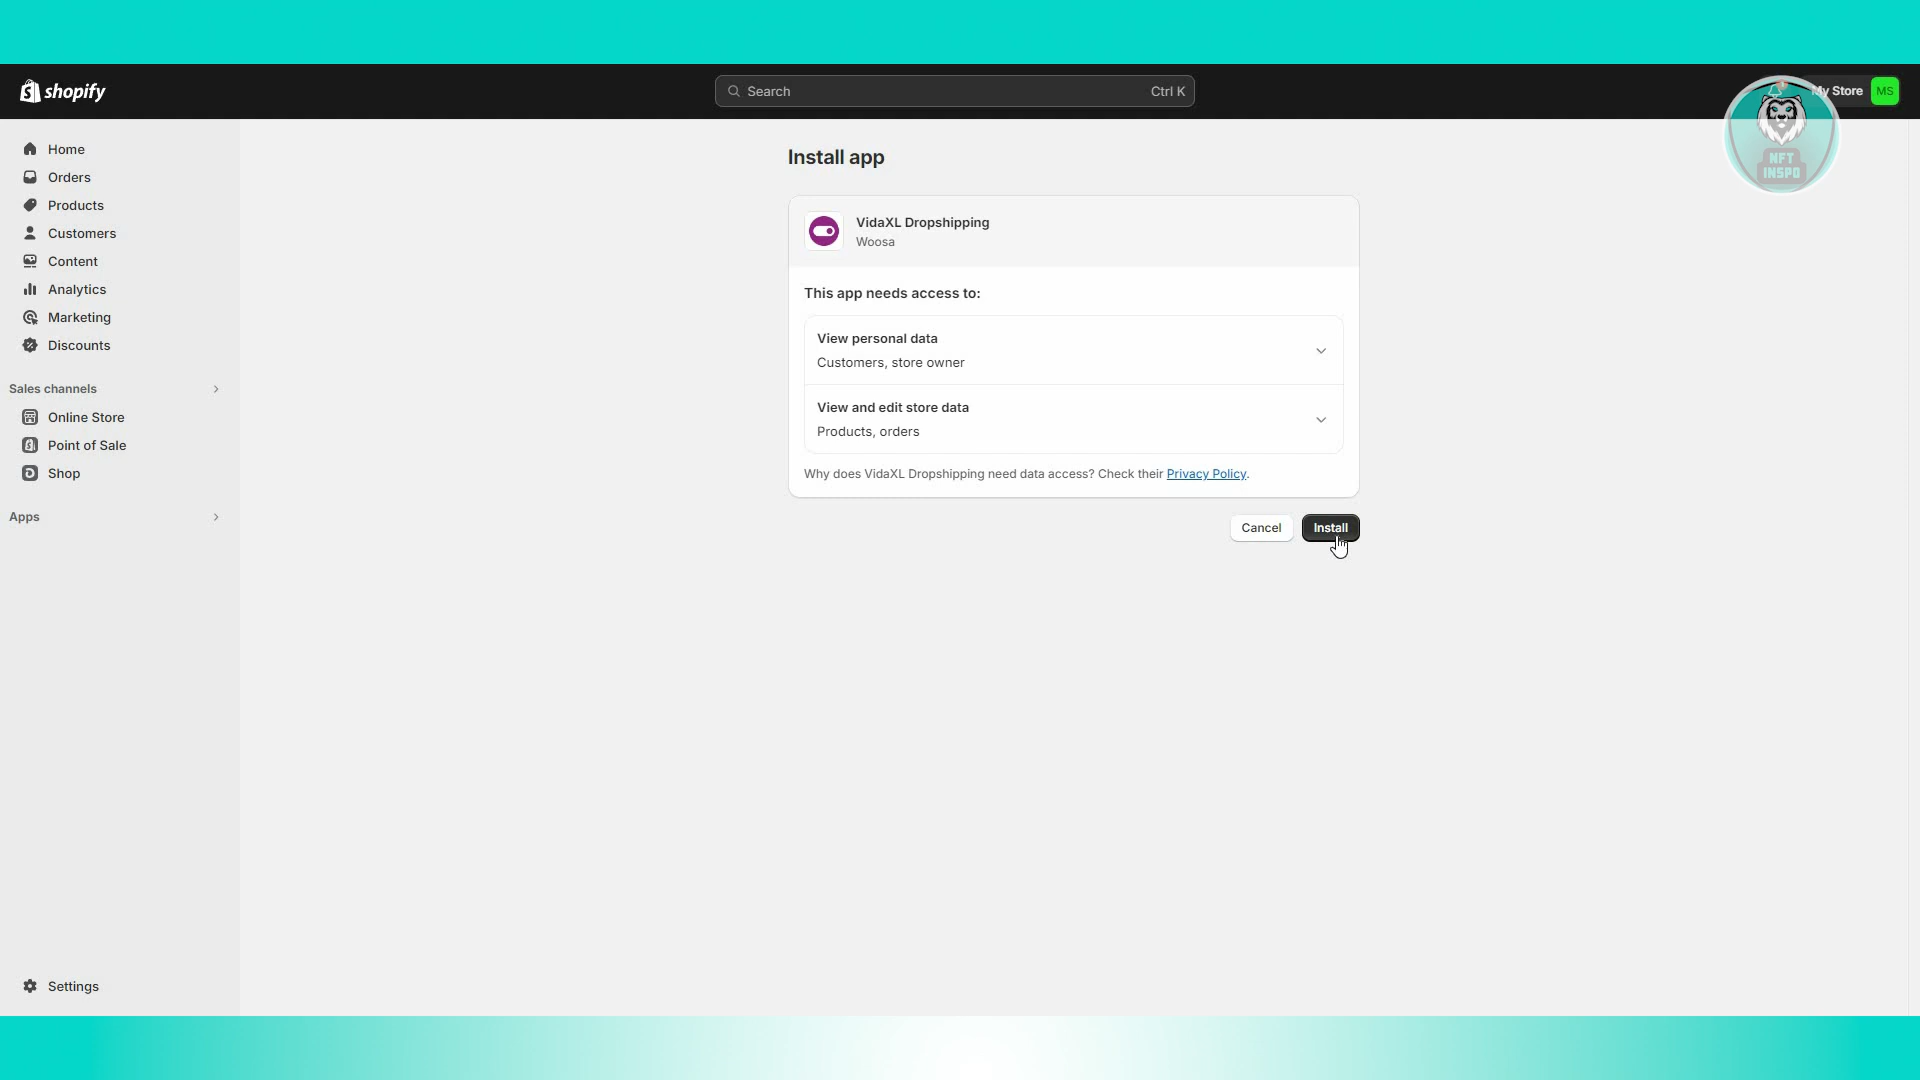 shopify
Search
Ctrl K
My Store
MS
NFT
INSPO
Home
Orders
Products
Customers
Content
Analytics
Marketing
Discounts
Sales channels
Online Store
Point of Sale
Shop
Apps
Settings
Install app
VidaXL Dropshipping
Woosa
This app needs access to:
View personal data
Customers, store owner
View and edit store data
Products, orders
Why does VidaXL Dropshipping need data access? Check their Privacy Policy.
Cancel
Install